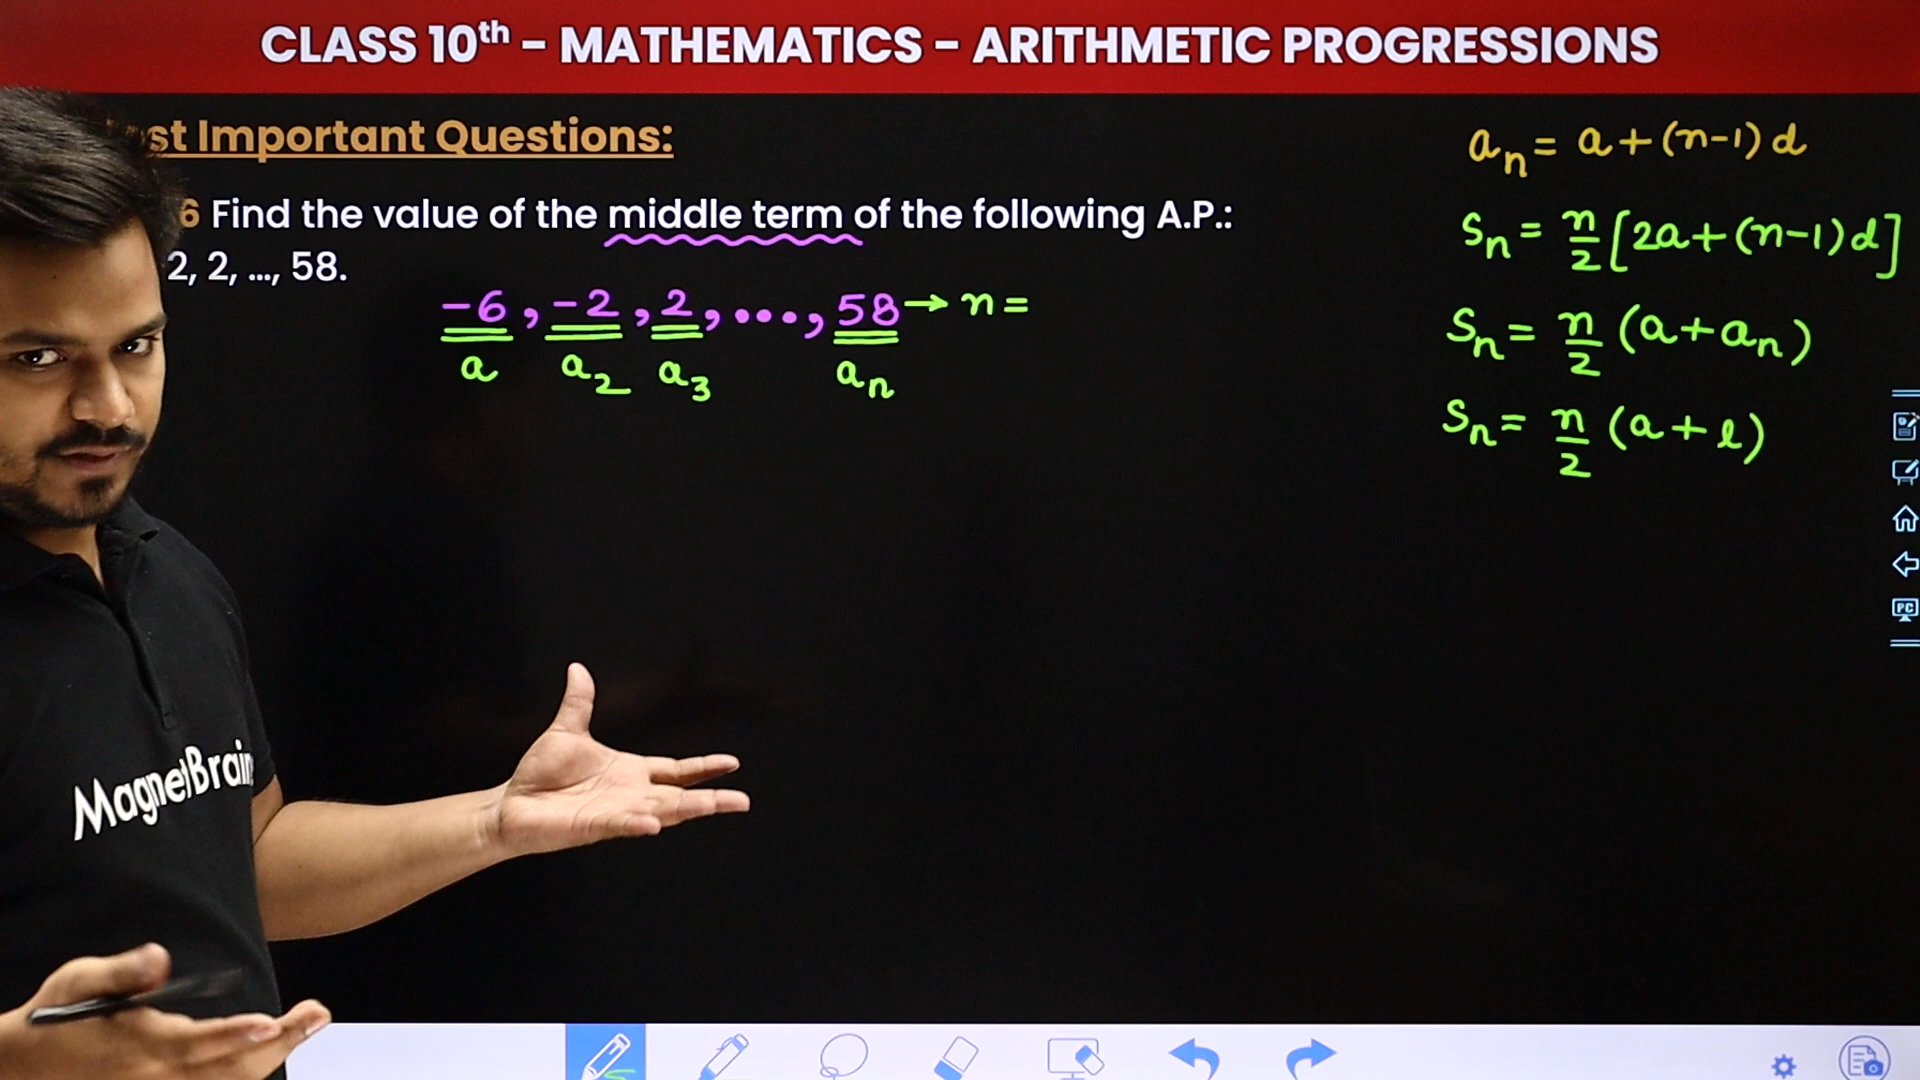 CLASS 10th - MATHEMATICS - ARITHMETIC PROGRESSIONS
st Important Questions:
6 Find the value of the middle term of the following A.P.:
2, 2, ..., 58.
-6, -2, 2, ..., 58 → n =
a a₂ a₃ aₙ
aₙ = a + (n-1) d
Sₙ = n/2 [2a + (n-1) d]
Sₙ = n/2 (a + aₙ)
Sₙ = n/2 (a + l)
MagnetBrain
PC